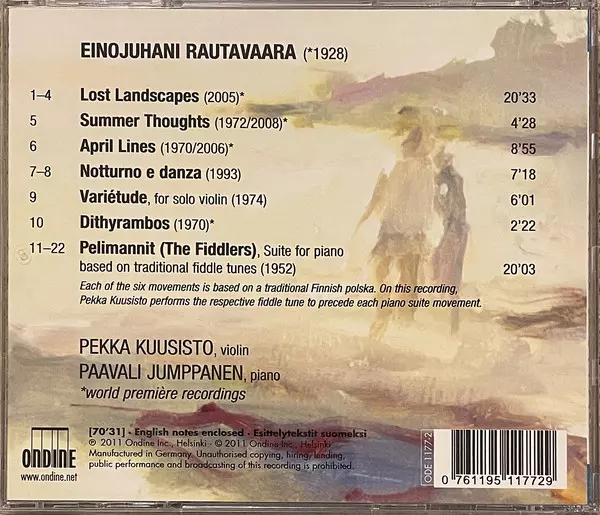 EINOJUHANI RAUTAVAARA (*1928)
1–4 Lost Landscapes (2005)* 20'33
5 Summer Thoughts (1972/2008)* 4'28
6 April Lines (1970/2006)* 8'55
7–8 Notturno e danza (1993) 7'18
9 Variétude, for solo violin (1974) 6'01
10 Dithyrambos (1970)* 2'22
11–22 Pelimannit (The Fiddlers), Suite for piano
based on traditional fiddle tunes (1952) 20'03
Each of the six movements is based on a traditional Finnish polska. On this recording,
Pekka Kuusisto performs the respective fiddle tune to precede each piano suite movement.
PEKKA KUUSISTO, violin
PAAVALI JUMPPANEN, piano
*world première recordings
[70'31] · English notes enclosed · Esittelytekstit suomeksi
℗ 2011 Ondine Inc., Helsinki · © 2011 Ondine Inc., Helsinki
Manufactured in Germany. Unauthorised copying, hiring, lending,
public performance and broadcasting of this recording is prohibited.
ONDINE
www.ondine.net
ODE 1177-2
0 761195 117729